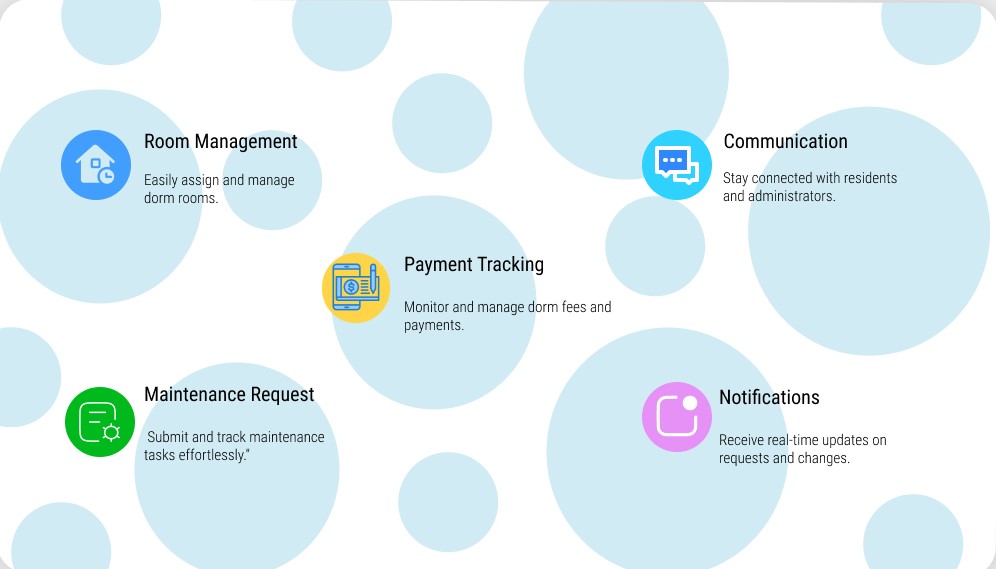 Room Management
Easily assign and manage
dorm rooms.
Communication
Stay connected with residents
and administrators.
Payment Tracking
Monitor and manage dorm fees and
payments.
Maintenance Request
Submit and track maintenance
tasks effortlessly."
Notifications
Receive real-time updates on
requests and changes.